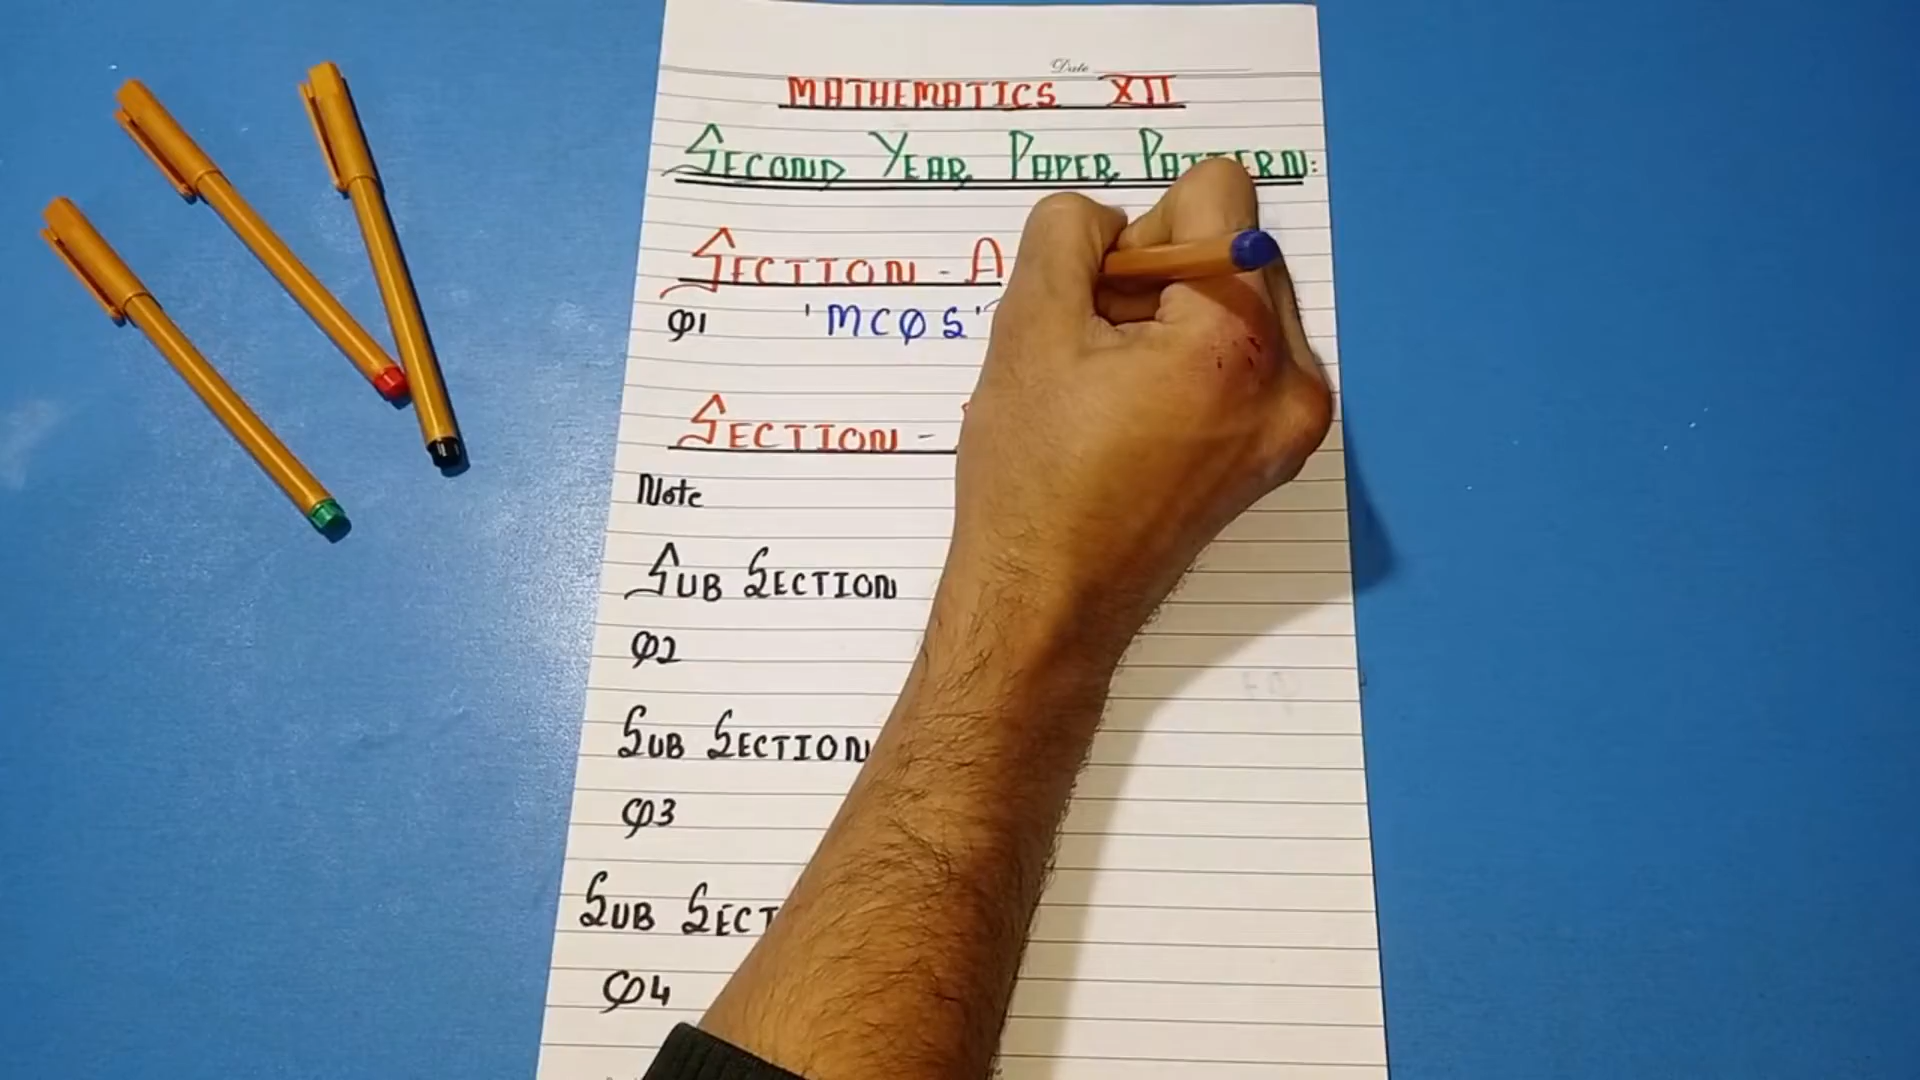 Date
MATHEMATICS XII
SECOND YEAR PAPER PATTERN:
SECTION - A
Q1 'MCQS'
SECTION -
Note
SUB SECTION
Q2
SUB SECTION
Q3
SUB
Q4